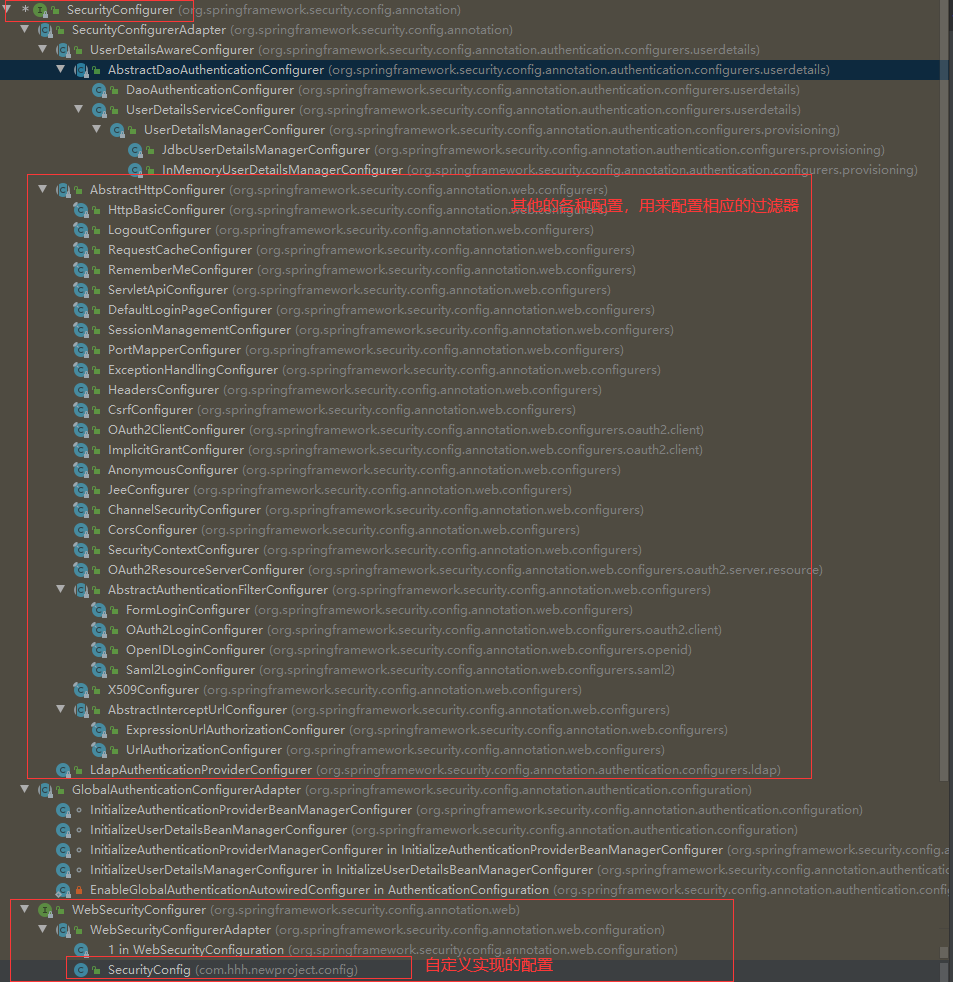 * SecurityConfigurer (org.springframework.security.config.annotation)
SecurityConfigurerAdapter (org.springframework.security.config.annotation)
UserDetailsAwareConfigurer (org.springframework.security.config.annotation.authentication.configurers.userdetails)
AbstractDaoAuthenticationConfigurer (org.springframework.security.config.annotation.authentication.configurers.userdetails)
DaoAuthenticationConfigurer (org.springframework.security.config.annotation.authentication.configurers.userdetails)
UserDetailsServiceConfigurer (org.springframework.security.config.annotation.authentication.configurers.userdetails)
UserDetailsManagerConfigurer (org.springframework.security.config.annotation.authentication.configurers.provisioning)
JdbcUserDetailsManagerConfigurer (org.springframework.security.config.annotation.authentication.configurers.provisioning)
InMemoryUserDetailsManagerConfigurer (org.springframework.security.config.annotation.authentication.configurers.provisioning)
AbstractHttpConfigurer (org.springframework.security.config.annotation.web.configurers)
HttpBasicConfigurer (org.springframework.security.config.annotation.web.configurers)
其他的各种配置，用来配置相应的过滤器
LogoutConfigurer (org.springframework.security.config.annotation.web.configurers)
RequestCacheConfigurer (org.springframework.security.config.annotation.web.configurers)
RememberMeConfigurer (org.springframework.security.config.annotation.web.configurers)
ServletApiConfigurer (org.springframework.security.config.annotation.web.configurers)
DefaultLoginPageConfigurer (org.springframework.security.config.annotation.web.configurers)
SessionManagementConfigurer (org.springframework.security.config.annotation.web.configurers)
PortMapperConfigurer (org.springframework.security.config.annotation.web.configurers)
ExceptionHandlingConfigurer (org.springframework.security.config.annotation.web.configurers)
HeadersConfigurer (org.springframework.security.config.annotation.web.configurers)
CsrfConfigurer (org.springframework.security.config.annotation.web.configurers)
OAuth2ClientConfigurer (org.springframework.security.config.annotation.web.configurers.oauth2.client)
ImplicitGrantConfigurer (org.springframework.security.config.annotation.web.configurers.oauth2.client)
AnonymousConfigurer (org.springframework.security.config.annotation.web.configurers)
JeeConfigurer (org.springframework.security.config.annotation.web.configurers)
ChannelSecurityConfigurer (org.springframework.security.config.annotation.web.configurers)
CorsConfigurer (org.springframework.security.config.annotation.web.configurers)
SecurityContextConfigurer (org.springframework.security.config.annotation.web.configurers)
OAuth2ResourceServerConfigurer (org.springframework.security.config.annotation.web.configurers.oauth2.server.resource)
AbstractAuthenticationFilterConfigurer (org.springframework.security.config.annotation.web.configurers)
FormLoginConfigurer (org.springframework.security.config.annotation.web.configurers)
OAuth2LoginConfigurer (org.springframework.security.config.annotation.web.configurers.oauth2.client)
OpenIDLoginConfigurer (org.springframework.security.config.annotation.web.configurers.openid)
Saml2LoginConfigurer (org.springframework.security.config.annotation.web.configurers.saml2)
X509Configurer (org.springframework.security.config.annotation.web.configurers)
AbstractInterceptUrlConfigurer (org.springframework.security.config.annotation.web.configurers)
ExpressionUrlAuthorizationConfigurer (org.springframework.security.config.annotation.web.configurers)
UrlAuthorizationConfigurer (org.springframework.security.config.annotation.web.configurers)
LdapAuthenticationProviderConfigurer (org.springframework.security.config.annotation.authentication.configurers.ldap)
GlobalAuthenticationConfigurerAdapter (org.springframework.security.config.annotation.authentication.configuration)
InitializeAuthenticationProviderBeanManagerConfigurer (org.springframework.security.config.annotation.authentication.configuration)
InitializeUserDetailsBeanManagerConfigurer (org.springframework.security.config.annotation.authentication.configuration)
InitializeAuthenticationProviderManagerConfigurer in InitializeAuthenticationProviderBeanManagerConfigurer (org.springframework.security.config.a
InitializeUserDetailsManagerConfigurer in InitializeUserDetailsBeanManagerConfigurer (org.springframework.security.config.annotation.authenticatio
EnableGlobalAuthenticationAutowiredConfigurer in AuthenticationConfiguration (org.springframework.security.config.annotation.authentication.confi
WebSecurityConfigurer (org.springframework.security.config.annotation.web)
WebSecurityConfigurerAdapter (org.springframework.security.config.annotation.web.configuration)
1 in WebSecurityConfiguration (org.springframework.security.config.annotation.web.configuration)
SecurityConfig (com.hhh.newproject.config) 自定义实现的配置